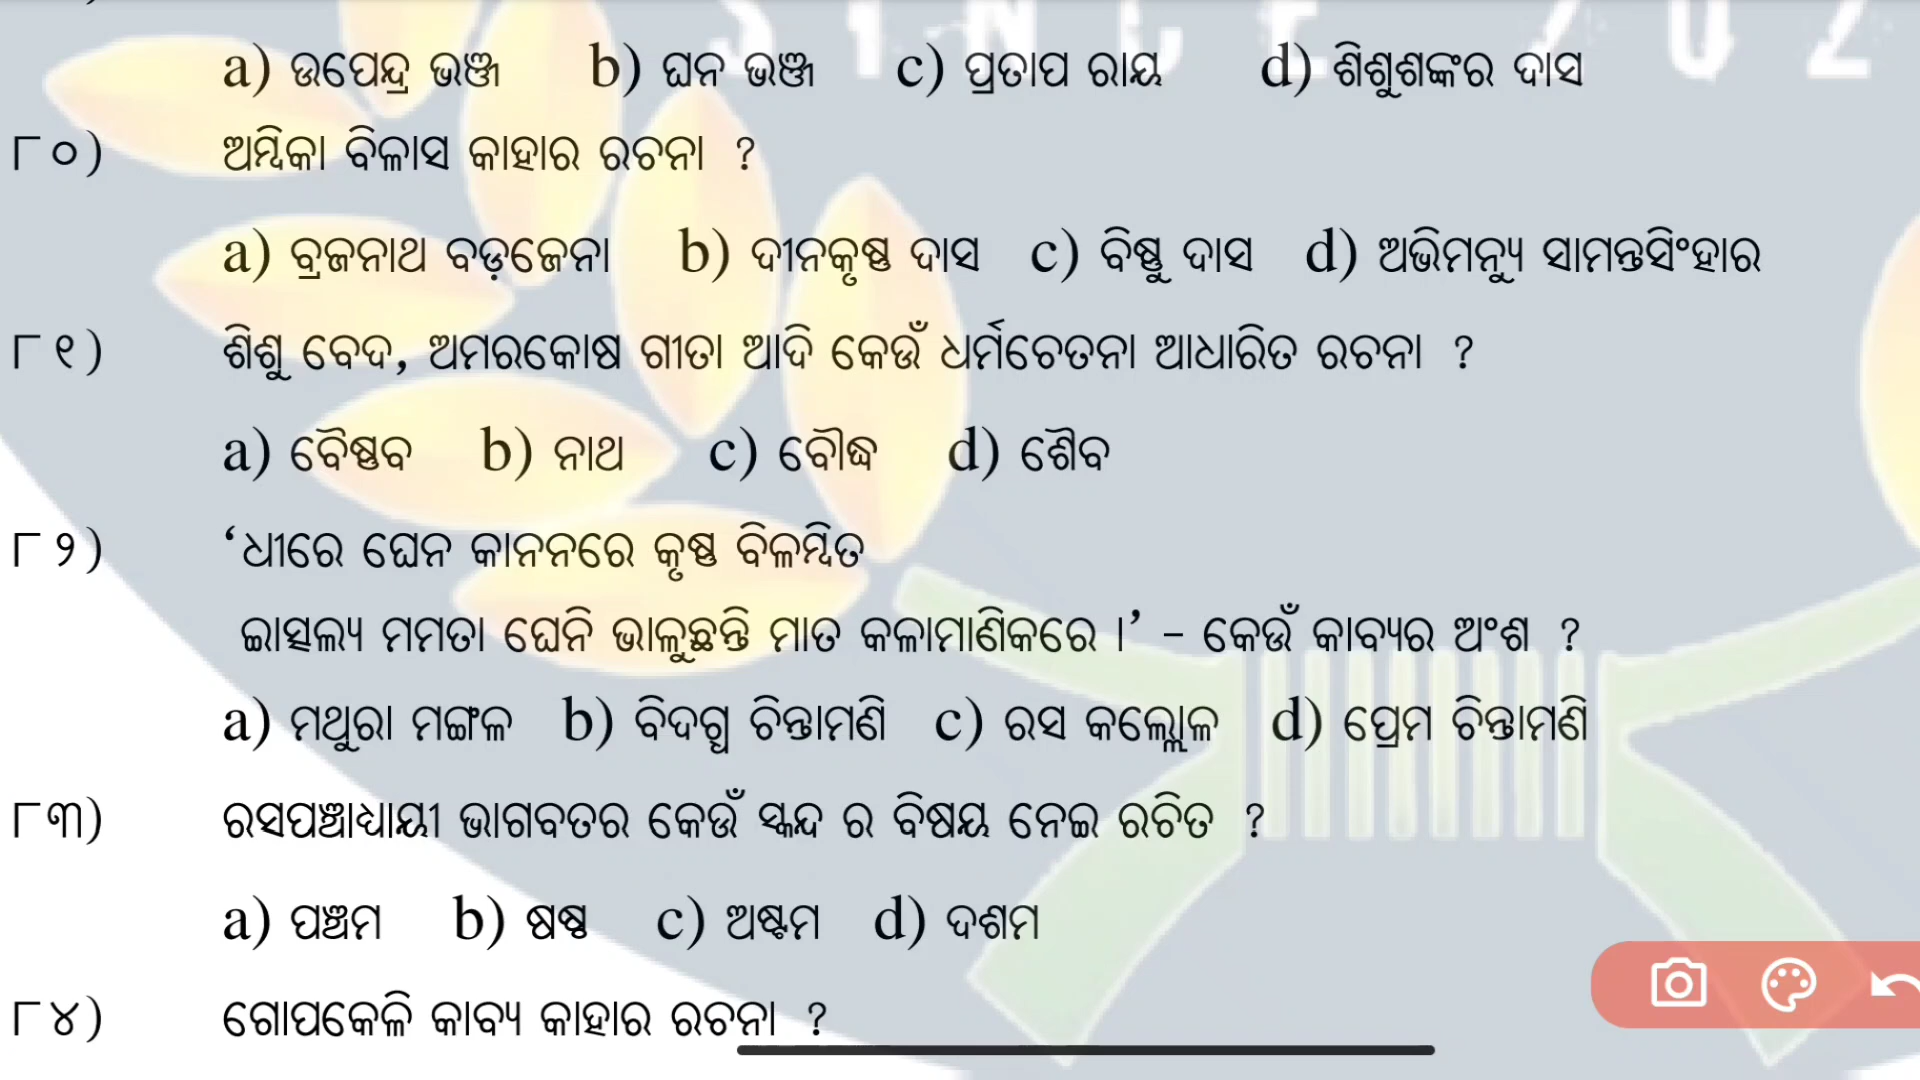 SINCE 202
a) ଉପେନ୍ଦ୍ର ଭଞ୍ଜ b) ଘନ ଭଞ୍ଜ c) ପ୍ରତାପ ରାୟ d) ଶିଶୁଶଙ୍କର ଦାସ
୮୦) ଅମ୍ବିକା ବିଳାସ କାହାର ରଚନା ?
a) ବ୍ରଜନାଥ ବଡ଼ଜେନା b) ଦୀନକୃଷ୍ଣ ଦାସ c) ବିଷ୍ଣୁ ଦାସ d) ଅଭିମନ୍ୟୁ ସାମନ୍ତସିଂହାର
୮୧) ଶିଶୁ ବେଦ, ଅମରକୋଷ ଗୀତା ଆଦି କେଉଁ ଧର୍ମଚେତନା ଆଧାରିତ ରଚନା ?
a) ବୈଷ୍ଣବ b) ନାଥ c) ବୌଦ୍ଧ d) ଶୈବ
୮୨) ‘ଧୀରେ ଘେନ କାନନରେ କୃଷ୍ଣ ବିଳମ୍ବିତ
ଇାତ୍ସଲ୍ୟ ମମତା ଘେନି ଭାଳୁଛନ୍ତି ମାତ କଳାମାଣିକରେ ।’ – କେଉଁ କାବ୍ୟର ଅଂଶ ?
a) ମଥୁରା ମଙ୍ଗଳ b) ବିଦଗ୍ଧ ଚିନ୍ତାମଣି c) ରସ କଲ୍ଲୋଳ d) ପ୍ରେମ ଚିନ୍ତାମଣି
୮୩) ରସପଞ୍ଚାଧ୍ୟାୟୀ ଭାଗବତର କେଉଁ ସ୍କନ୍ଦ ର ବିଷୟ ନେଇ ରଚିତ ?
a) ପଞ୍ଚମ b) ଷଷ୍ଠ c) ଅଷ୍ଟମ d) ଦଶମ
୮୪) ଗୋପକେଳି କାବ୍ୟ କାହାର ରଚନା ?